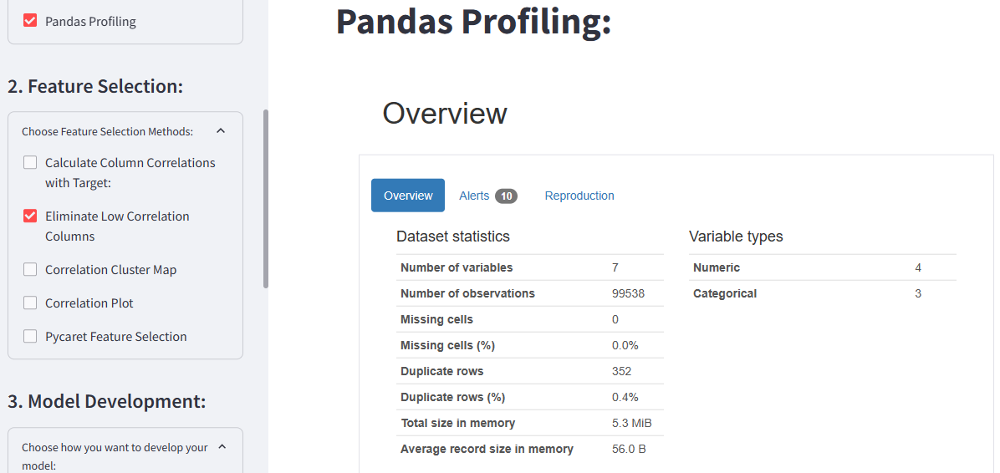 Pandas Profiling
2. Feature Selection:
Choose Feature Selection Methods:
Calculate Column Correlations
with Target:
Eliminate Low Correlation
Columns
Correlation Cluster Map
Correlation Plot
Pycaret Feature Selection
3. Model Development:
Choose how you want to develop your
model:
Pandas Profiling:
Overview
Overview Alerts 10 Reproduction
Dataset statistics
Number of variables 7
Number of observations 99538
Missing cells 0
Missing cells (%) 0.0%
Duplicate rows 352
Duplicate rows (%) 0.4%
Total size in memory 5.3 MiB
Average record size in memory 56.0 B
Variable types
Numeric 4
Categorical 3